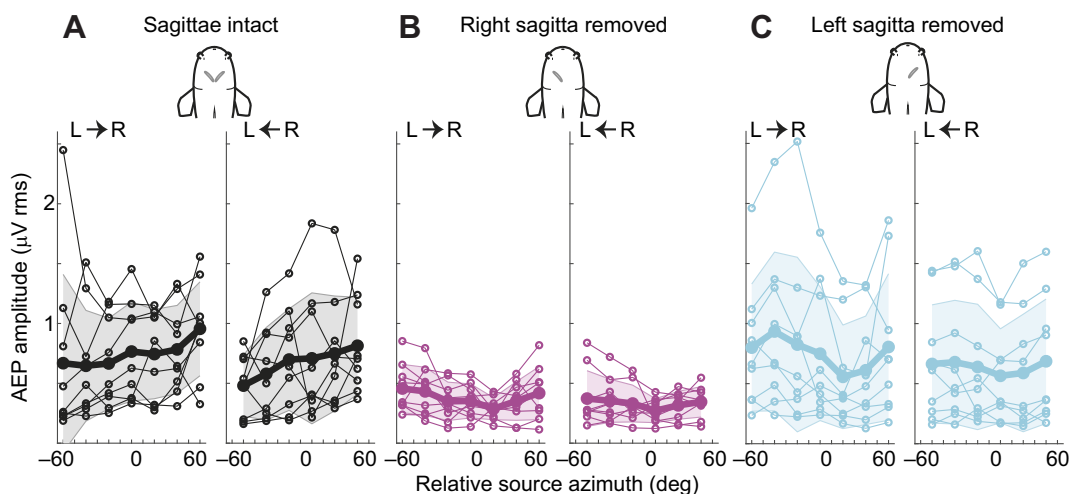 A Sagittae intact B Right sagitta removed C Left sagitta removed
L → R L ← R L → R L ← R L → R L ← R
AEP amplitude (μV rms)
2
1
–60 0 60 –60 0 60 –60 0 60 –60 0 60 –60 0 60 –60 0 60
Relative source azimuth (deg)